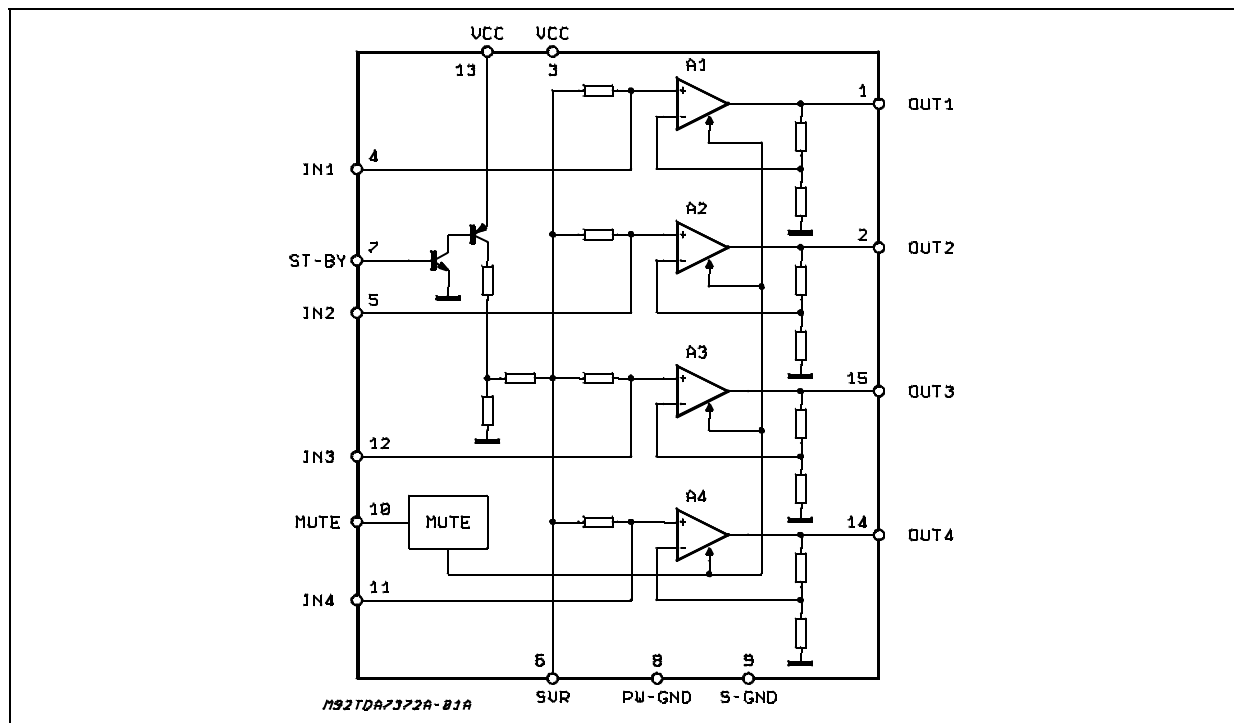 VCC VCC
13 3
A1
1 OUT1
+
-
IN1 4
A2
2 OUT2
+
-
ST-BY 7
IN2 5
A3
15 OUT3
+
-
IN3 12
A4
14 OUT4
+
-
MUTE 10 MUTE
IN4 11
6 8 9
SVR PW-GND S-GND
M92TDA7372A-01A